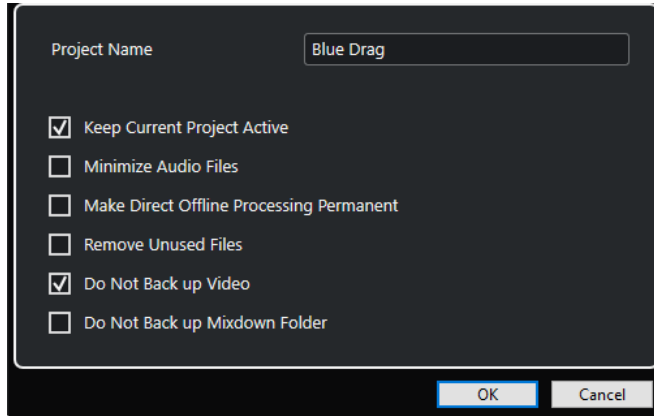 Project Name
Blue Drag
Keep Current Project Active
Minimize Audio Files
Make Direct Offline Processing Permanent
Remove Unused Files
Do Not Back up Video
Do Not Back up Mixdown Folder
OK
Cancel